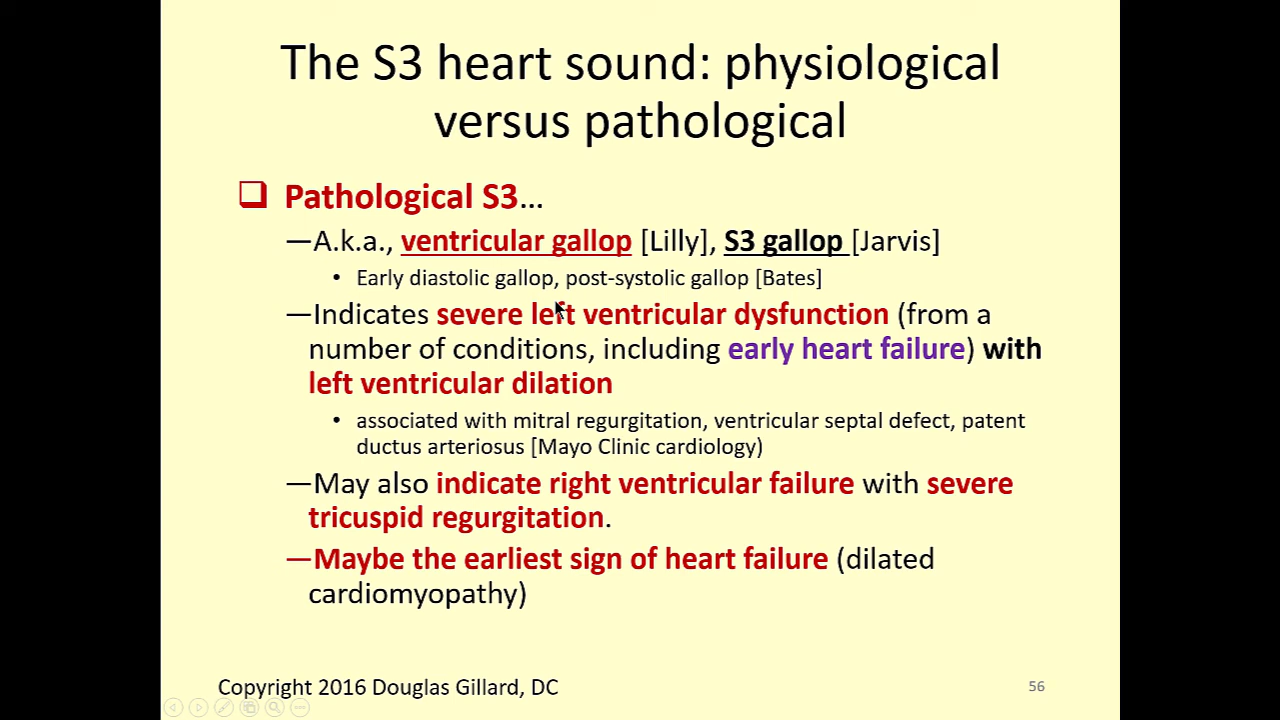 The S3 heart sound: physiological
versus pathological
❑ Pathological S3…
—A.k.a., ventricular gallop [Lilly], S3 gallop [Jarvis]
• Early diastolic gallop, post-systolic gallop [Bates]
—Indicates severe left ventricular dysfunction (from a
number of conditions, including early heart failure) with
left ventricular dilation
• associated with mitral regurgitation, ventricular septal defect, patent
ductus arteriosus [Mayo Clinic cardiology)
—May also indicate right ventricular failure with severe
tricuspid regurgitation.
—Maybe the earliest sign of heart failure (dilated
cardiomyopathy)
Copyright 2016 Douglas Gillard, DC
56